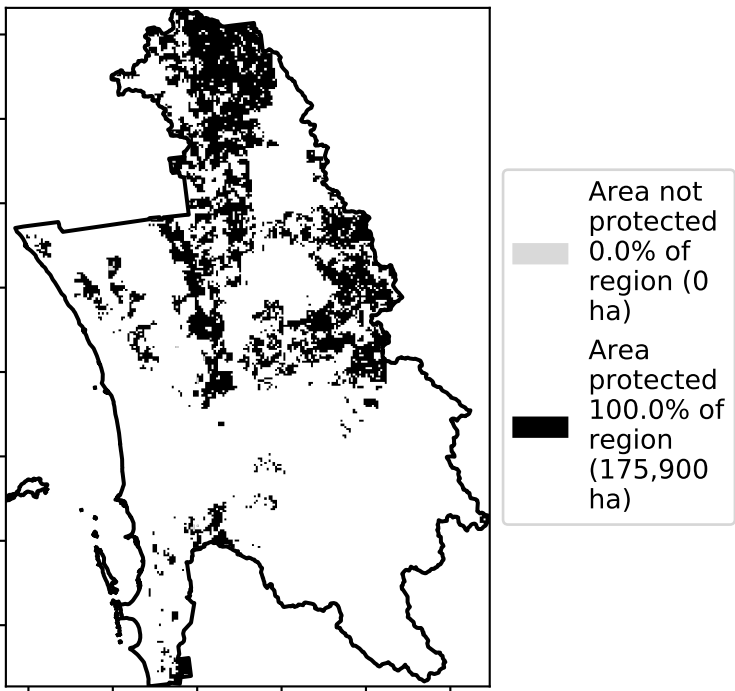 Area not
protected
0.0% of
region (0
ha)
Area
protected
100.0% of
region
(175,900
ha)